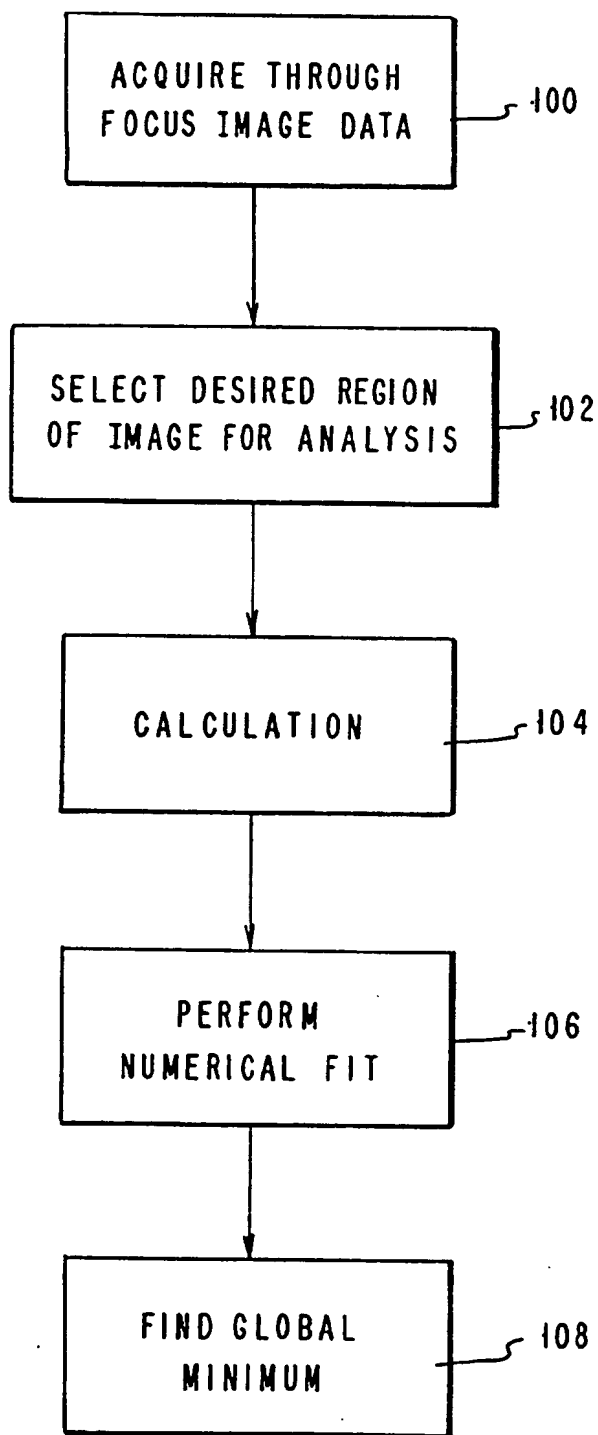 ACQUIRE THROUGH
FOCUS IMAGE DATA
100
SELECT DESIRED REGION
OF IMAGE FOR ANALYSIS
102
CALCULATION
104
PERFORM
NUMERICAL FIT
106
FIND GLOBAL
MINIMUM
108